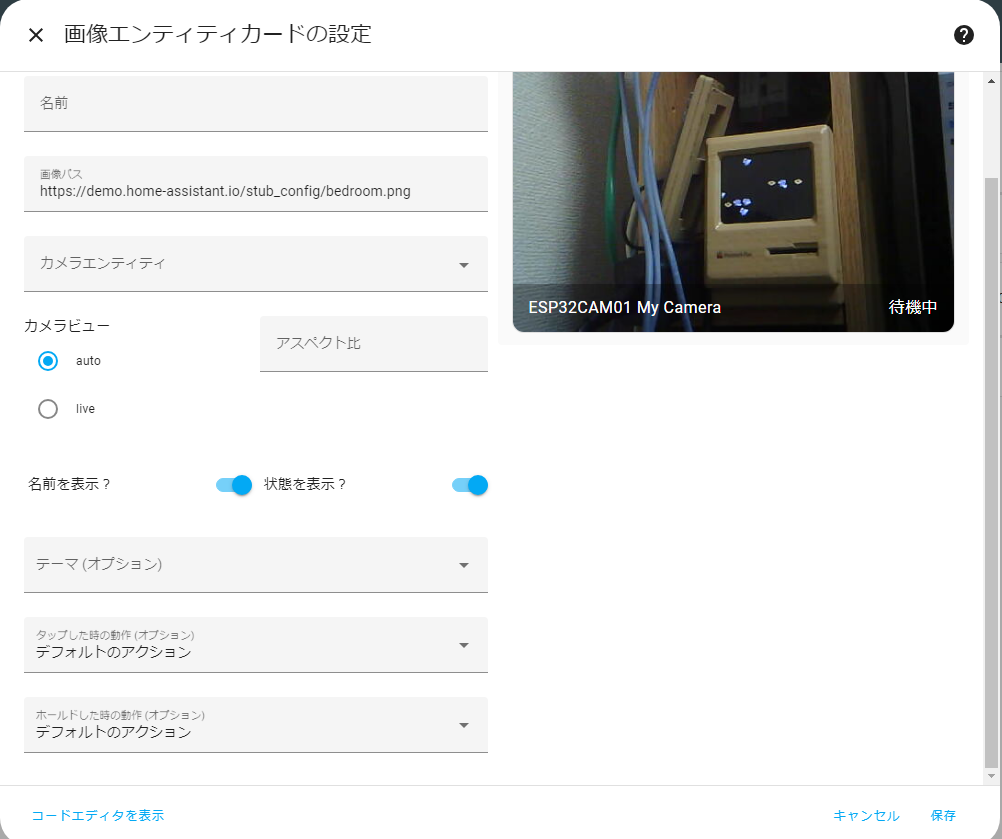 画像エンティティカードの設定
名前
画像パス
https://demo.home-assistant.io/stub_config/bedroom.png
カメラエンティティ
カメラビュー
auto
live
アスペクト比
名前を表示？
状態を表示？
テーマ (オプション)
タップした時の動作 (オプション)
デフォルトのアクション
ホールドした時の動作 (オプション)
デフォルトのアクション
ESP32CAM01 My Camera
待機中
コードエディタを表示
キャンセル
保存